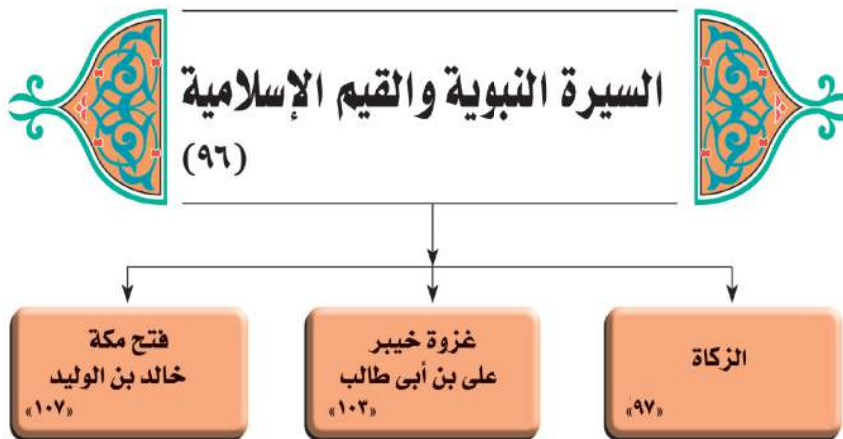 السيرة النبوية والقيم الإسلامية
(٩٦)
الزكاة
«٩٧»
غزوة خيبر
على بن أبى طالب
«١٠٣»
فتح مكة
خالد بن الوليد
«١٠٧»